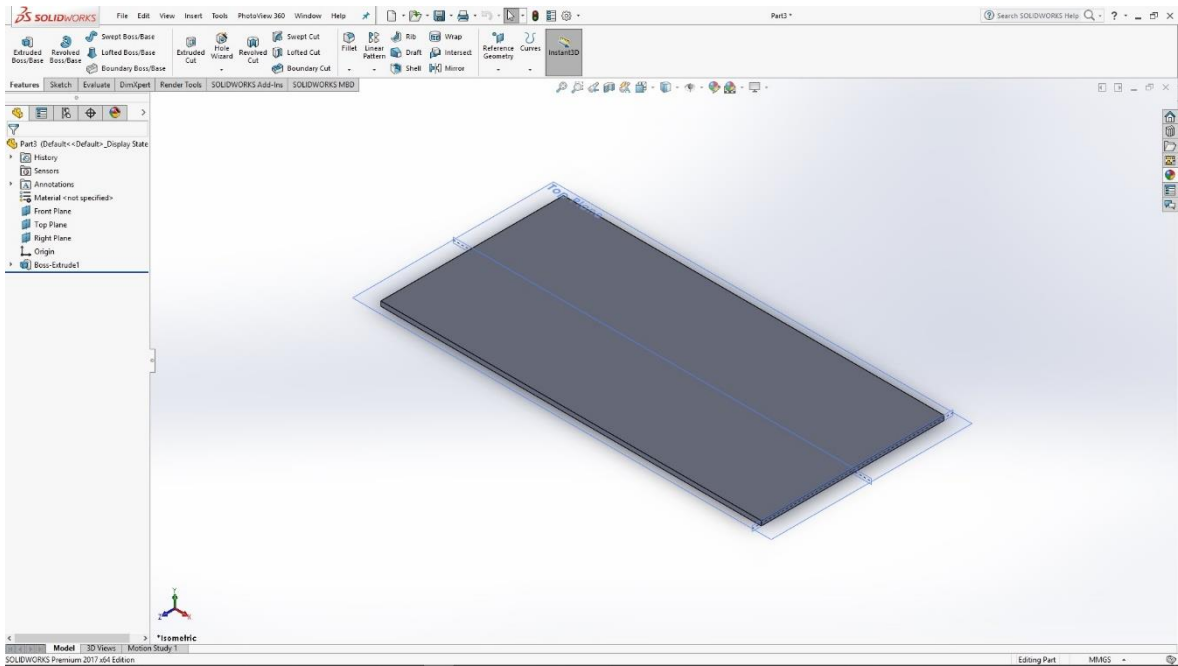 SOLIDWORKS File Edit View Insert Tools PhotoView 360 Window Help Part3 * Search SOLIDWORKS Help
Extruded Boss/Base Revolved Boss/Base Swept Boss/Base Lofted Boss/Base Boundary Boss/Base Extruded Cut Hole Wizard Revolved Cut Swept Cut Lofted Cut Boundary Cut Fillet Linear Pattern Rib Draft Shell Wrap Intersect Mirror Reference Geometry Curves Instant3D
Features Sketch Evaluate DimXpert Render Tools SOLIDWORKS Add-Ins SOLIDWORKS MBD
Part3 (Default<<Default>_Display State
History
Sensors
Annotations
Material <not specified>
Front Plane
Top Plane
Right Plane
Origin
Boss-Extrude1
Top Plane
Y
Z
*Isometric
Model 3D Views Motion Study 1
SOLIDWORKS Premium 2017 x64 Edition Editing Part MMGS